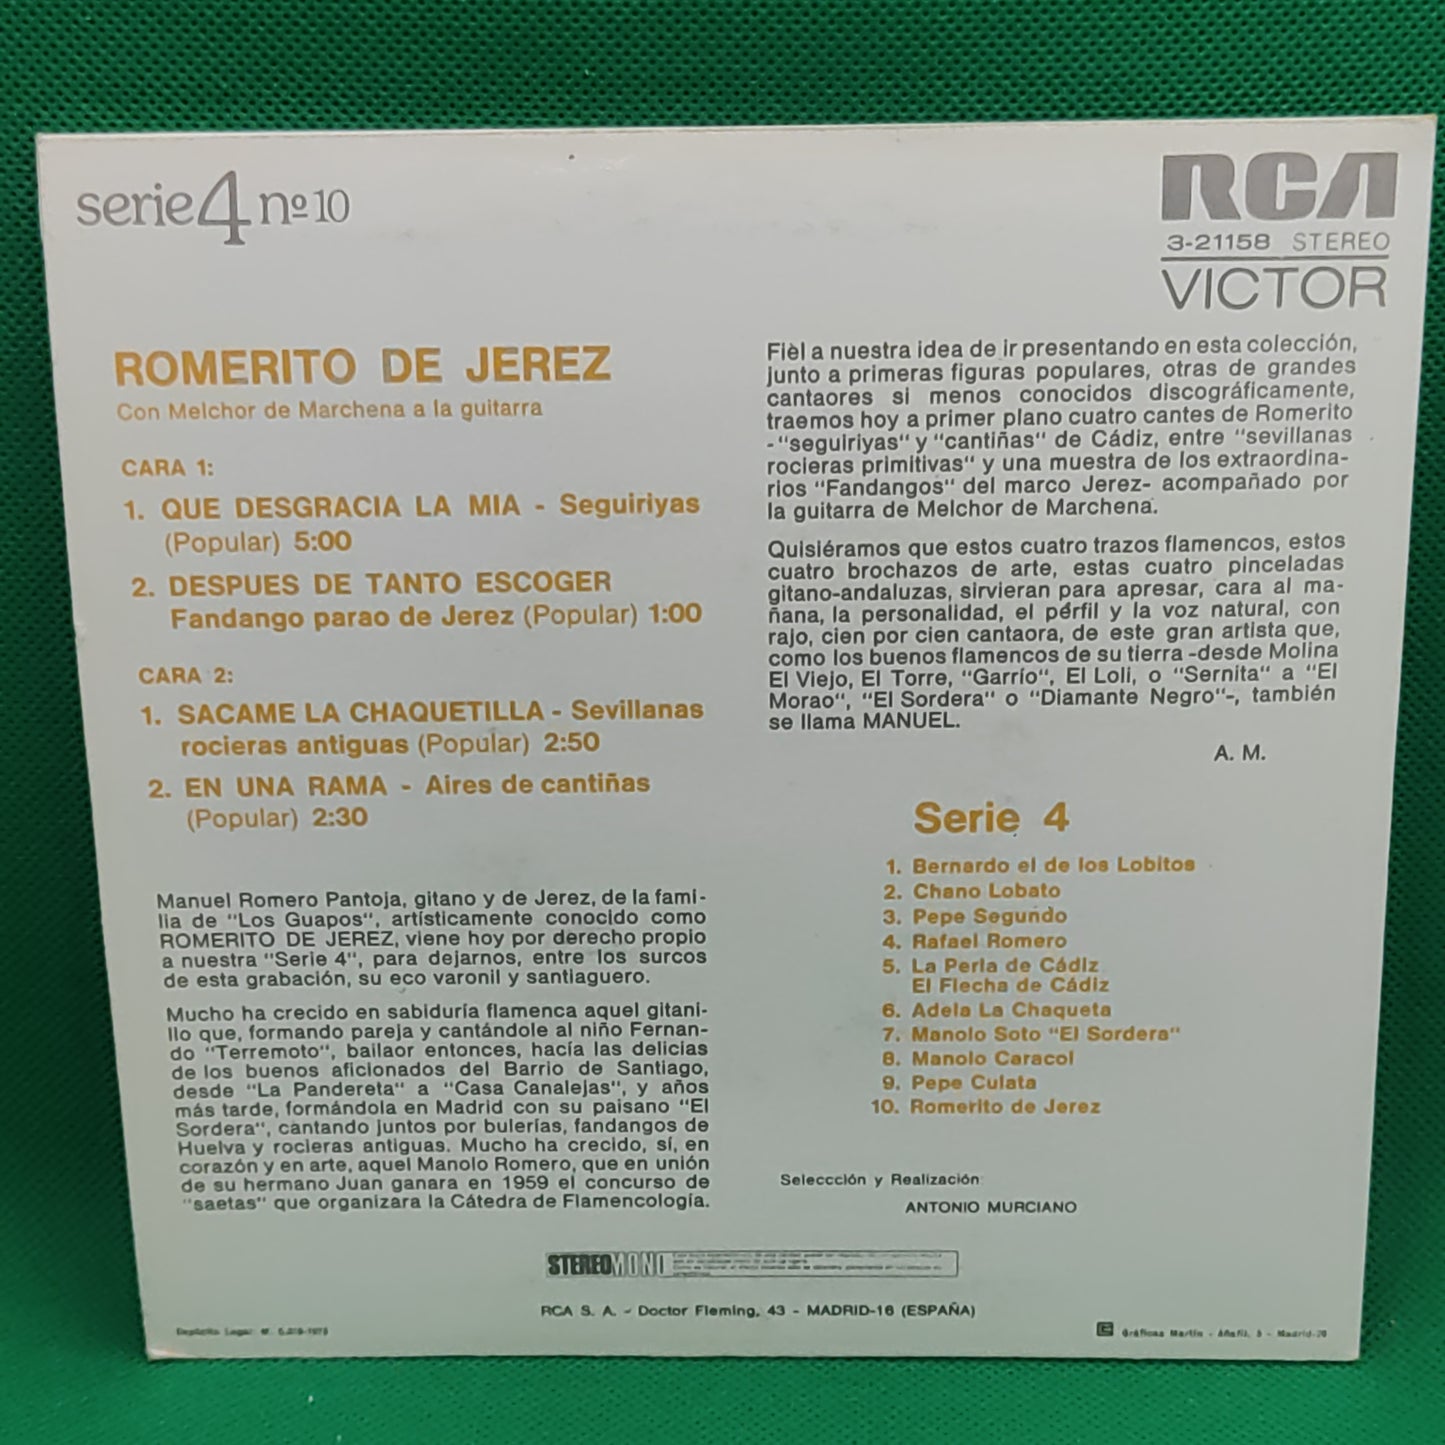 serie 4 nº 10
RCA
3-21158 STEREO
VICTOR
ROMERITO DE JEREZ
Con Melchor de Marchena a la guitarra
CARA 1:
1. QUE DESGRACIA LA MIA - Seguiriyas
(Popular) 5:00
2. DESPUES DE TANTO ESCOGER
Fandango parao de Jerez (Popular) 1:00
CARA 2:
1. SACAME LA CHAQUETILLA - Sevillanas
rocieras antiguas (Popular) 2:50
2. EN UNA RAMA - Aires de cantiñas
(Popular) 2:30
Manuel Romero Pantoja, gitano y de Jerez, de la fami-
lia de "Los Guapos", artísticamente conocido como
ROMERITO DE JEREZ, viene hoy por derecho propio
a nuestra "Serie 4", para dejarnos, entre los surcos
de esta grabación, su eco varonil y santiaguero.
Mucho ha crecido en sabiduría flamenca aquel gitani-
llo que, formando pareja y cantándole al niño Fernan-
do "Terremoto", bailaor entonces, hacía las delicias
de los buenos aficionados del Barrio de Santiago,
desde "La Pandereta" a "Casa Canalejas", y años
más tarde, formándola en Madrid con su paisano "El
Sordera", cantando juntos por bulerías, fandangos de
Huelva y rocieras antiguas. Mucho ha crecido, sí, en
corazón y en arte, aquel Manolo Romero, que en unión
de su hermano Juan ganara en 1959 el concurso de
"saetas" que organizara la Cátedra de Flamencología.
Fièl a nuestra idea de ir presentando en esta colección,
junto a primeras figuras populares, otras de grandes
cantaores si menos conocidos discográficamente,
traemos hoy a primer plano cuatro cantes de Romerito
-"seguiriyas" y "cantiñas" de Cádiz, entre "sevillanas
rocieras primitivas" y una muestra de los extraordina-
rios "Fandangos" del marco Jerez- acompañado por
la guitarra de Melchor de Marchena.
Quisiéramos que estos cuatro trazos flamencos, estos
cuatro brochazos de arte, estas cuatro pinceladas
gitano-andaluzas, sirvieran para apresar, cara al ma-
ñana, la personalidad, el pérfil y la voz natural, con
rajo, cien por cien cantaora, de este gran artista que,
como los buenos flamencos de su tierra -desde Molina
El Viejo, El Torre, "Garrío", El Loli, o "Sernita" a "El
Morao", "El Sordera" o "Diamante Negro"-, también
se llama MANUEL.
A. M.
Serie 4
1. Bernardo el de los Lobitos
2. Chano Lobato
3. Pepe Segundo
4. Rafael Romero
5. La Perla de Cádiz
El Flecha de Cádiz
6. Adela La Chaqueta
7. Manolo Soto "El Sordera"
8. Manolo Caracol
9. Pepe Culata
10. Romerito de Jerez
Seleccción y Realización
ANTONIO MURCIANO
STEREO MONO
RCA S. A. - Doctor Fleming, 43 - MADRID-16 (ESPAÑA)
Depósito Legal: M.
Gráficas Martín - Añafil, 5 - Madrid-20